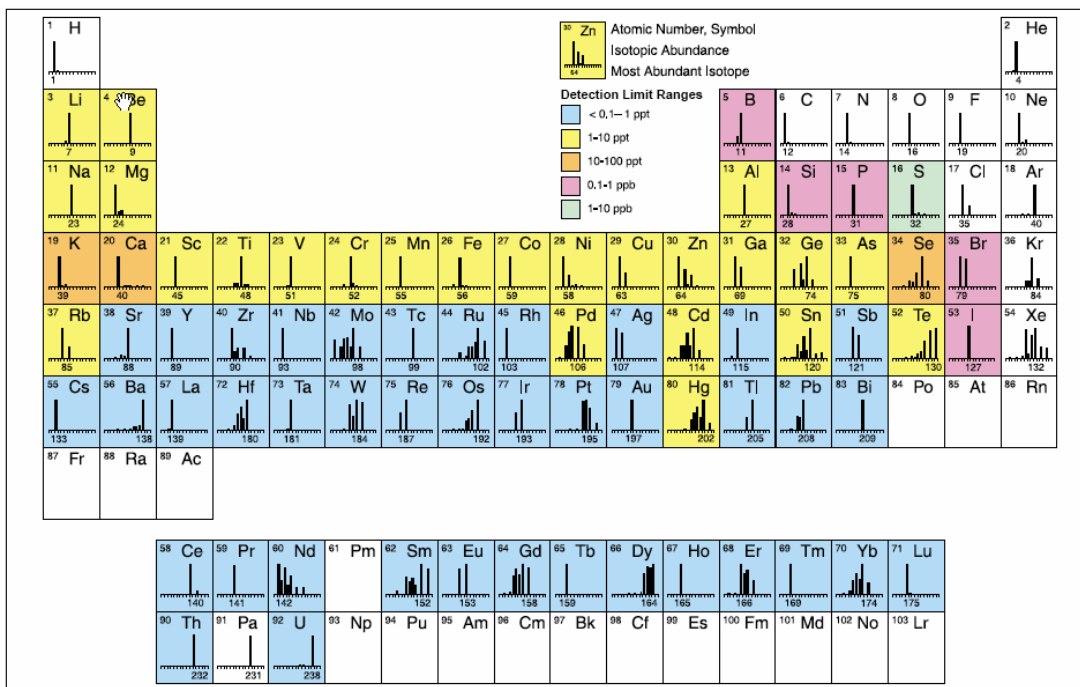 1 H
1
30 Zn
64
Atomic Number, Symbol
Isotopic Abundance
Most Abundant Isotope
2 He
4
Detection Limit Ranges
< 0.1–1 ppt
1-10 ppt
10-100 ppt
0.1-1 ppb
1-10 ppb
3 Li 4 Be 5 B 6 C 7 N 8 O 9 F 10 Ne
7 9 11 12 14 16 19 20
11 Na 12 Mg 13 Al 14 Si 15 P 16 S 17 Cl 18 Ar
23 24 27 28 31 32 35 40
19 K 20 Ca 21 Sc 22 Ti 23 V 24 Cr 25 Mn 26 Fe 27 Co 28 Ni 29 Cu 30 Zn 31 Ga 32 Ge 33 As 34 Se 35 Br 36 Kr
39 40 45 48 51 52 55 56 59 58 63 64 69 74 75 80 79 84
37 Rb 38 Sr 39 Y 40 Zr 41 Nb 42 Mo 43 Tc 44 Ru 45 Rh 46 Pd 47 Ag 48 Cd 49 In 50 Sn 51 Sb 52 Te 53 I 54 Xe
85 88 89 90 93 98 99 102 103 106 107 114 115 120 121 130 127 132
55 Cs 56 Ba 57 La 72 Hf 73 Ta 74 W 75 Re 76 Os 77 Ir 78 Pt 79 Au 80 Hg 81 Tl 82 Pb 83 Bi 84 Po 85 At 86 Rn
133 138 139 180 181 184 187 192 193 195 197 202 205 208 209
87 Fr 88 Ra 89 Ac
58 Ce 59 Pr 60 Nd 61 Pm 62 Sm 63 Eu 64 Gd 65 Tb 66 Dy 67 Ho 68 Er 69 Tm 70 Yb 71 Lu
140 141 142 152 153 158 159 164 165 166 169 174 175
90 Th 91 Pa 92 U 93 Np 94 Pu 95 Am 96 Cm 97 Bk 98 Cf 99 Es 100 Fm 101 Md 102 No 103 Lr
232 231 238